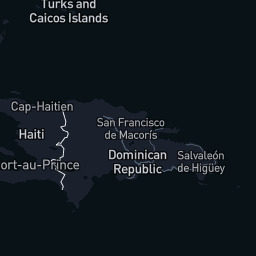 Turks and
Caicos Islands
Cap-Haitien
San Francisco
de Macorís
Haiti
Dominican
Republic
Salvaleón
de Higüey
ort-au-Prince